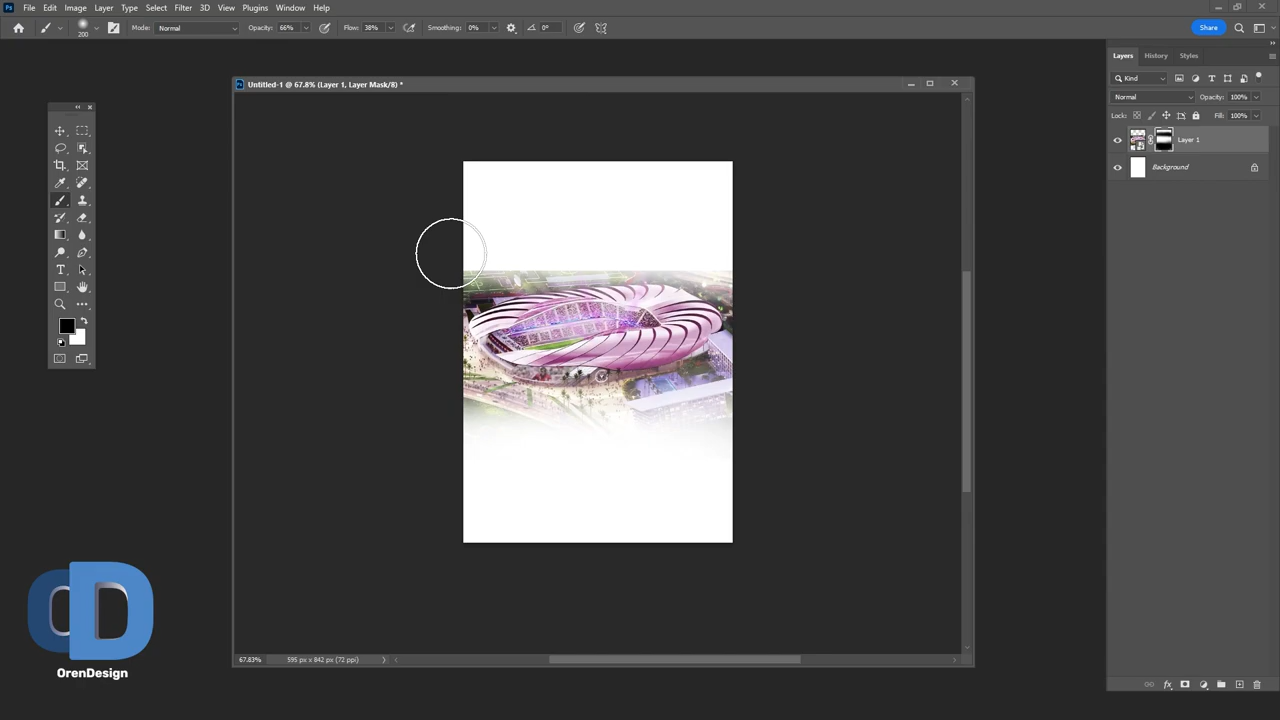 Ps File Edit Image Layer Type Select Filter 3D View Plugins Window Help
200 Mode: Normal Opacity: 66% Flow: 38% Smoothing: 0% 0° Share
Untitled-1 @ 67.8% (Layer 1, Layer Mask/8) *
Layers History Styles
Kind
Normal Opacity: 100%
Lock: Fill: 100%
Layer 1
Background
67.83% 595 px x 842 px (72 ppi)
OrenDesign